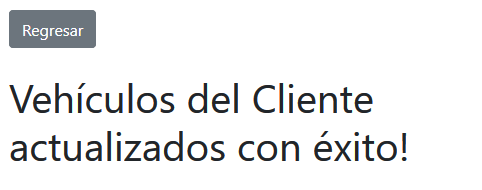 Regresar
Vehículos del Cliente
actualizados con éxito!